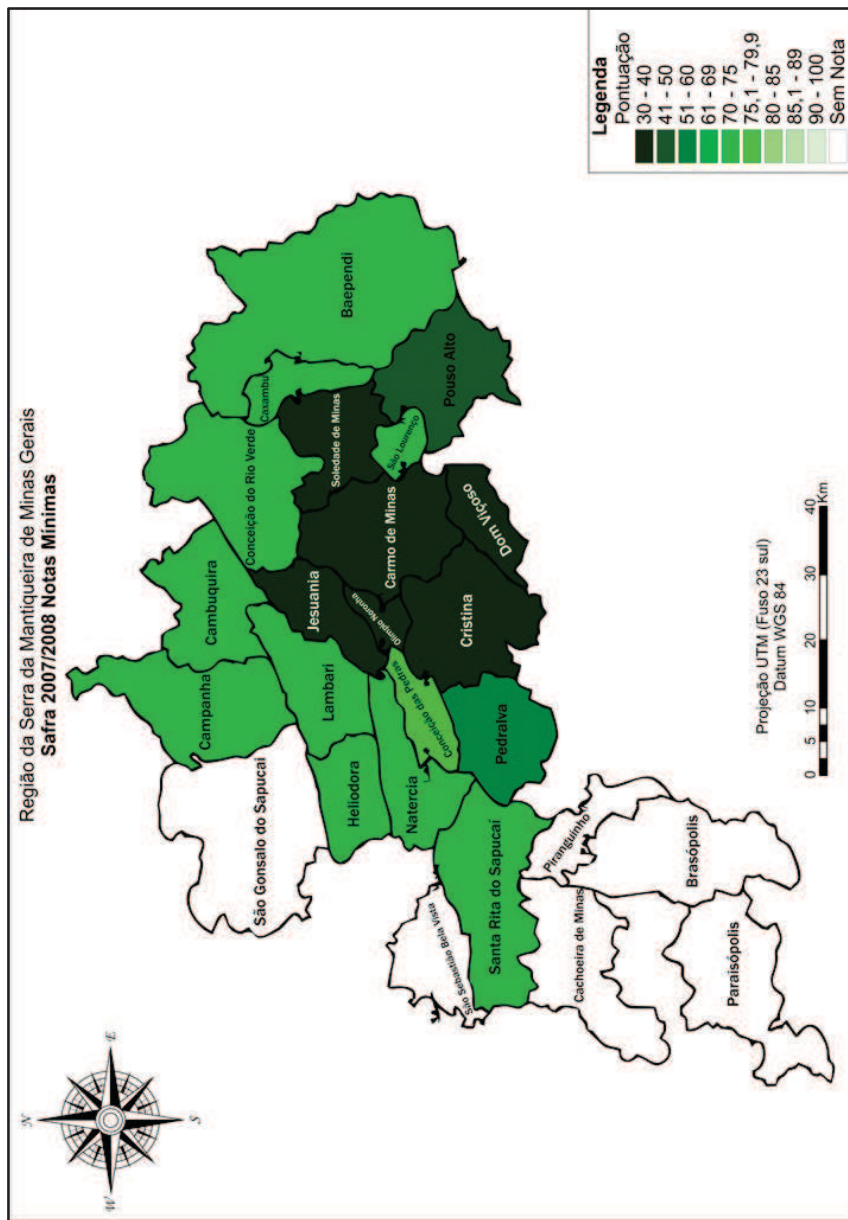 Região da Serra da Mantiqueira de Minas Gerais
Safra 2007/2008 Notas Mínimas
N
W
E
S
Campanha
Cambuquira
São Gonsalo do Sapucaí
Conceição do Rio Verde
Baependi
Caxambu
Lambari
Heliodora
Jesuania
Soledade de Minas
São Lourenço
Pouso Alto
Natercia
Conceição das Pedras
Olimpio Noronha
Carmo de Minas
Cristina
Dom Viçoso
Pedralva
São Sebastião Bela Vista
Santa Rita do Sapucaí
Piranguinho
Cachoeira de Minas
Brasópolis
Paraisópolis
Projeção UTM (Fuso 23 sul)
Datum WGS 84
0 5 10 20 30 40
Km
Legenda
Pontuação
30 - 40
41 - 50
51 - 60
61 - 69
70 - 75
75,1 - 79,9
80 - 85
85,1 - 89
90 - 100
Sem Nota